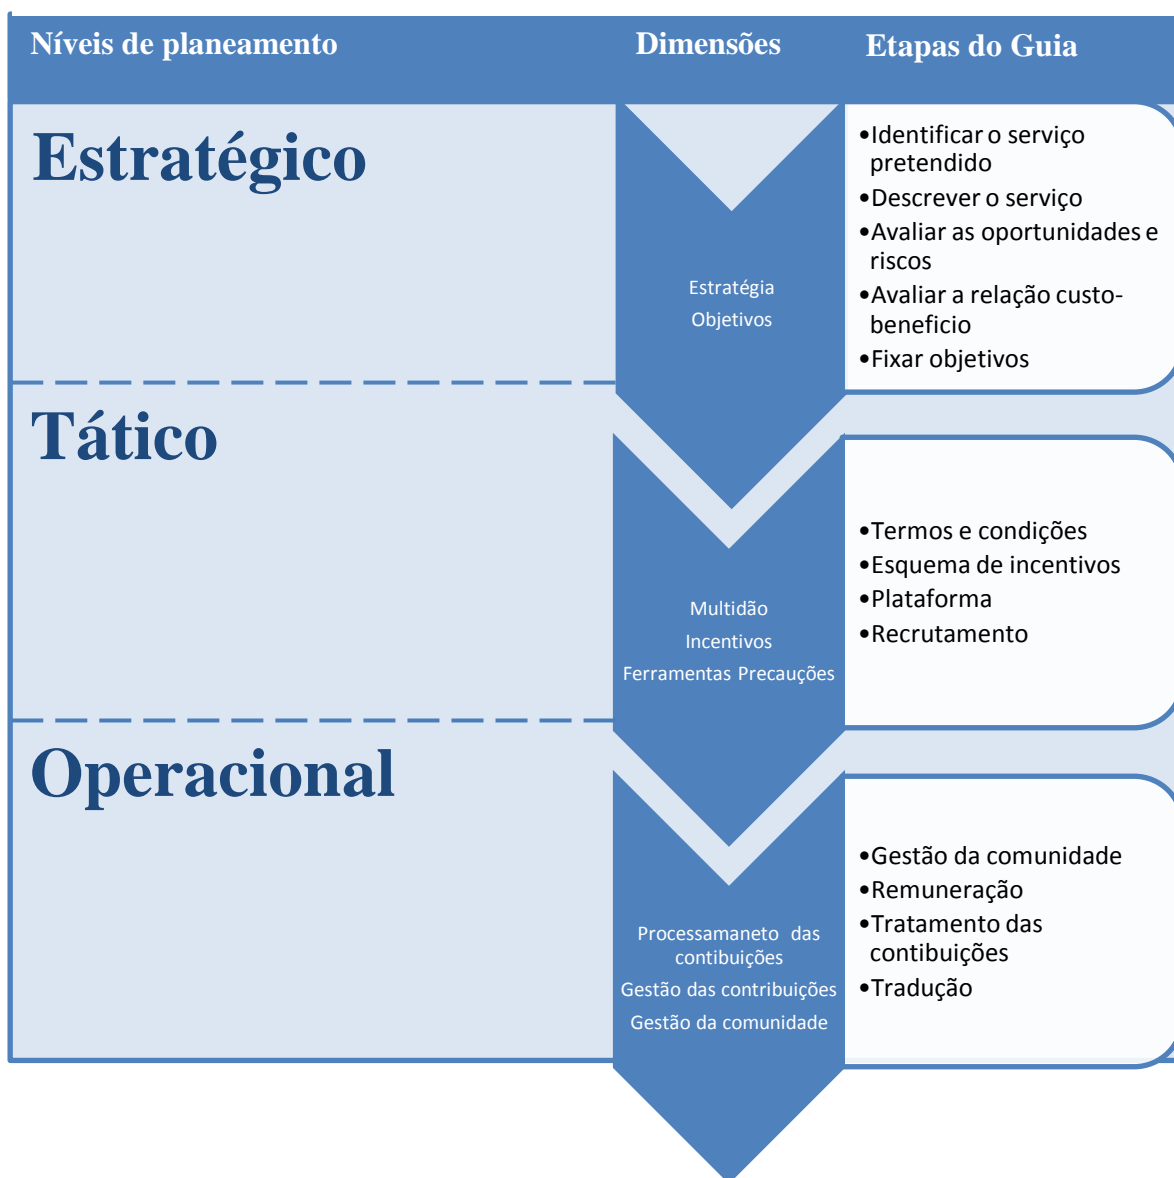 Níveis de planeamento
Dimensões
Etapas do Guia
Estratégico
Estratégia
Objetivos
•Identificar o serviço
pretendido
•Descrever o serviço
•Avaliar as oportunidades e
riscos
•Avaliar a relação custo-
beneficio
•Fixar objetivos
Tático
Multidão
Incentivos
Ferramentas Precauções
•Termos e condições
•Esquema de incentivos
•Plataforma
•Recrutamento
Operacional
Processamaneto das
contibuições
Gestão das contribuições
Gestão da comunidade
•Gestão da comunidade
•Remuneração
•Tratamento das
contibuições
•Tradução